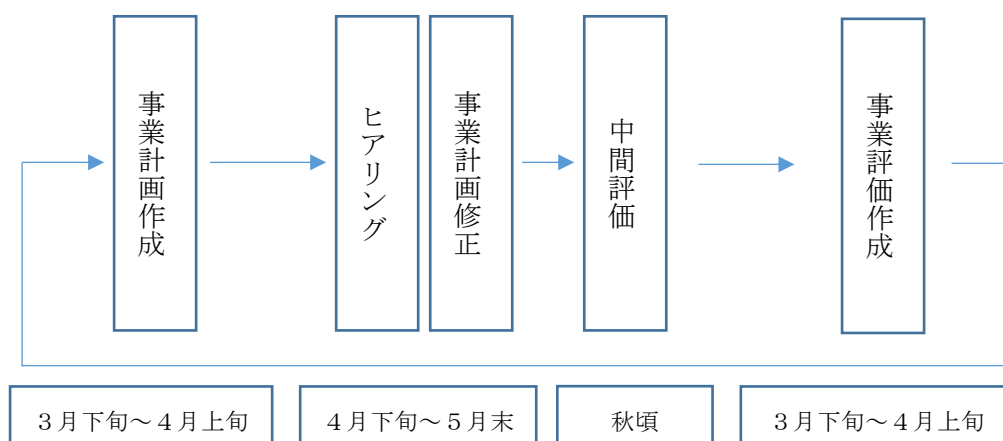 事業計画作成
ヒアリング
事業計画修正
中間評価
事業評価作成
３月下旬～４月上旬
４月下旬～５月末
秋頃
３月下旬～４月上旬